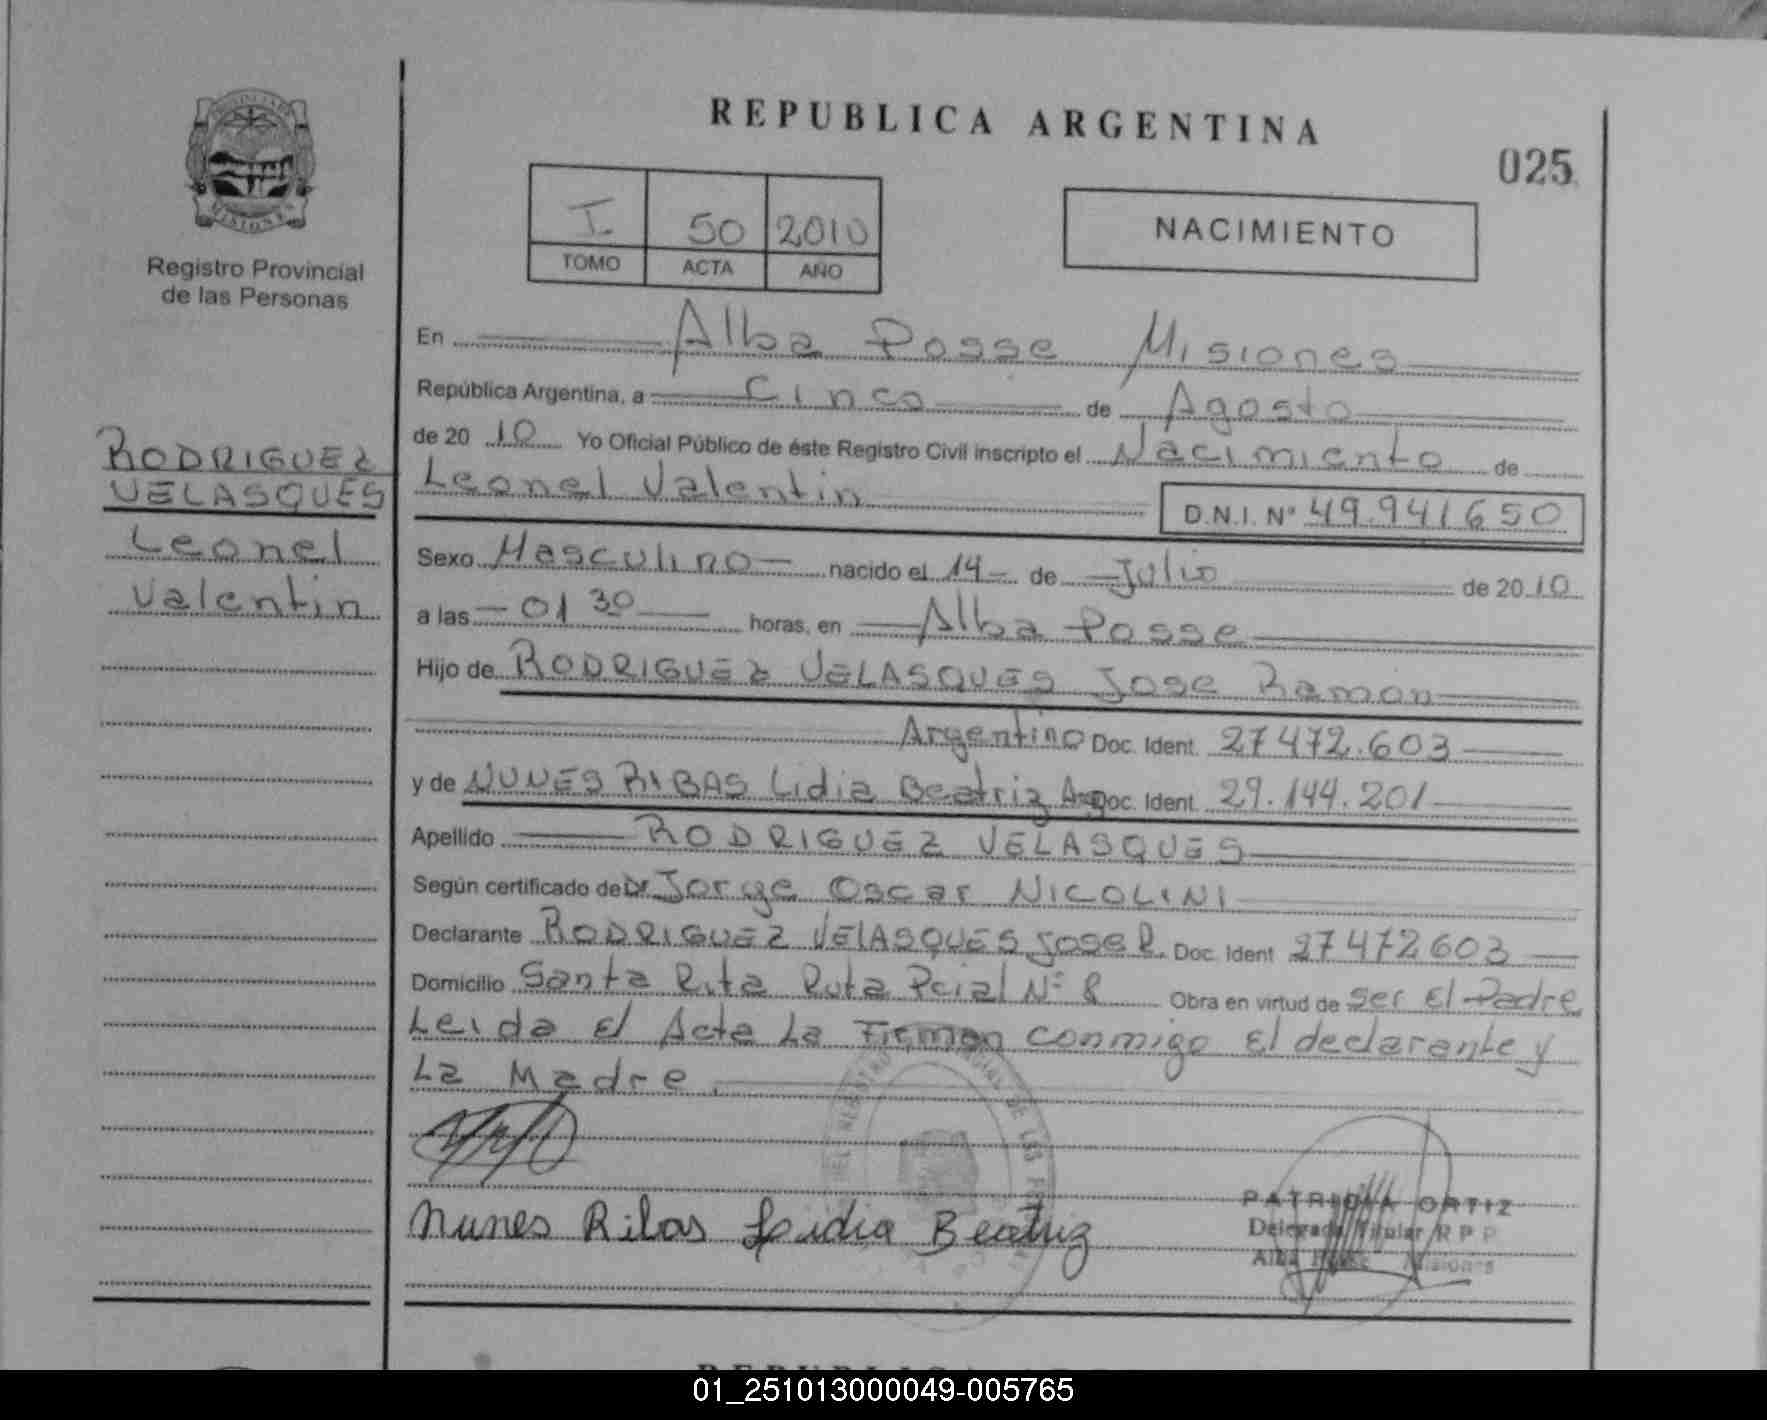 REPUBLICA ARGENTINA
025
I. 50 2010
TOMO ACTA AÑO
NACIMIENTO
MISIONES
Registro Provincial
de las Personas
RODRIGUEZ
VELASQUES
Leonel
Valentin
En Alba Posse Misiones
República Argentina, a Cinco de Agosto
de 20 10 Yo Oficial Público de éste Registro Civil inscripto el Nacimiento de
Leonel Valentin D.N.I. Nº 49.941650
Sexo Masculino nacido el 14 de Julio de 20 10
a las 01 30 horas, en Alba Posse
Hijo de RODRIGUEZ VELASQUES Jose Ramon
Argentino Doc. Ident. 27472.603
y de NUNES RIBAS Lidia Beatriz Arg Doc. Ident. 29.144.201
Apellido RODRIGUEZ VELASQUES
Según certificado de Dr Jorge Oscar NICOLINI
Declarante RODRIGUEZ VELASQUES Jose R. Doc. Ident 27472603
Domicilio Santa Rita Ruta Pcial Nº 8 Obra en virtud de ser El Padre
Leida El Acta La Firman conmigo El declarante y
La Madre.
Nunes Ribas Lidia Beatriz
PATRICIA ORTIZ
Delegada Titular R P P
Alba Posse Misiones
01_251013000049-005765